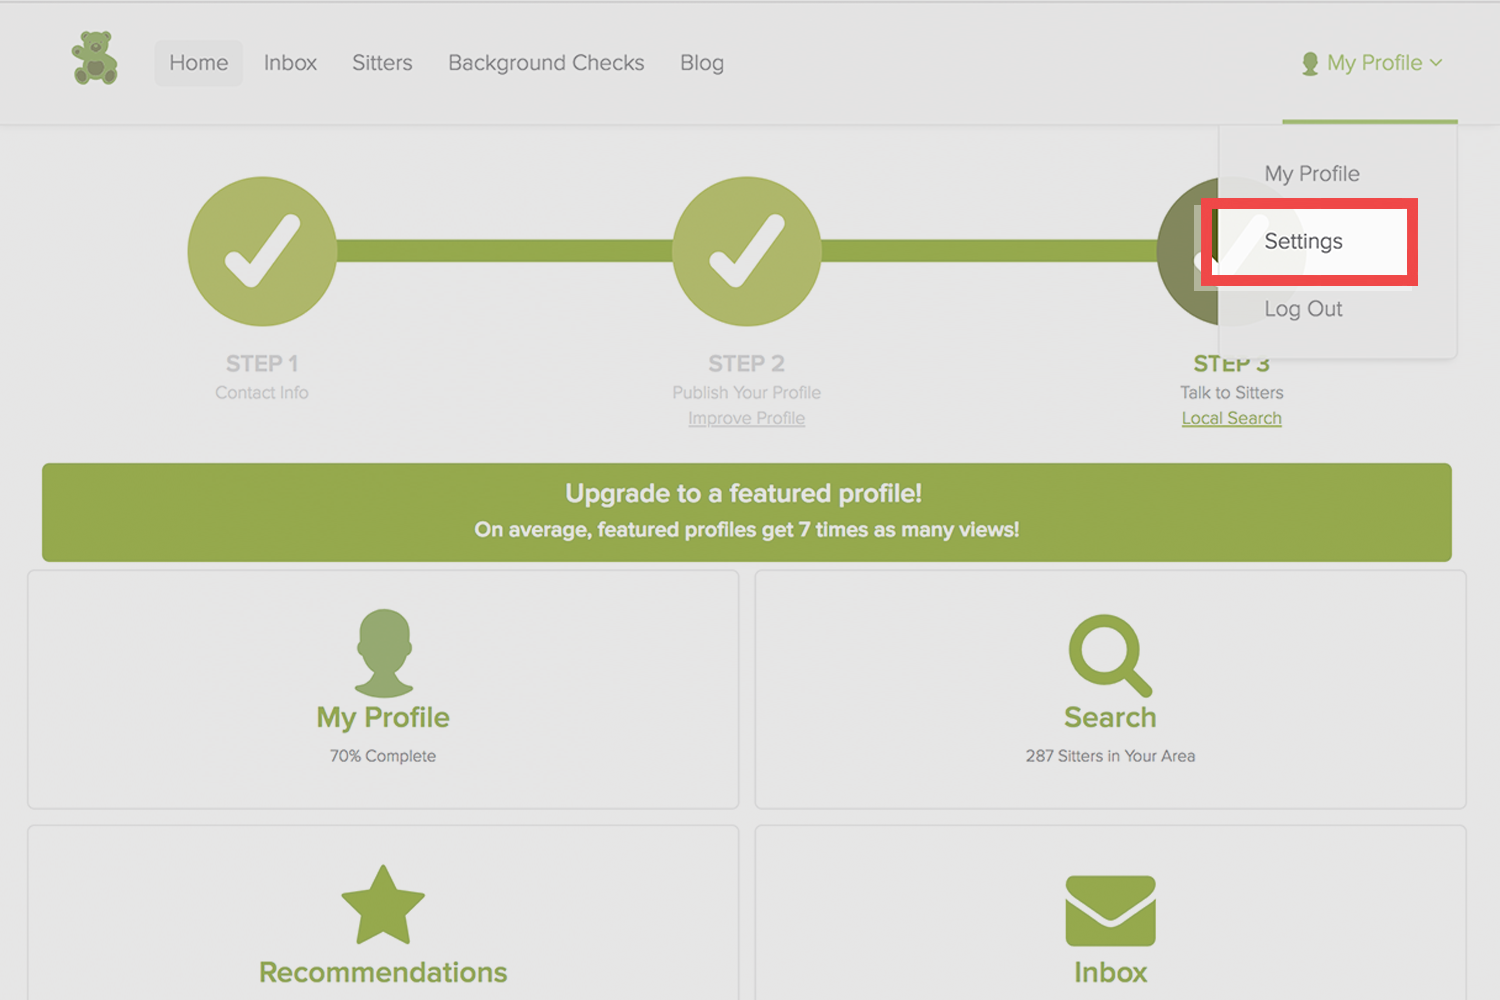 Home
Inbox
Sitters
Background Checks
Blog
My Profile
My Profile
Settings
Log Out
STEP 1
Contact Info
STEP 2
Publish Your Profile
Improve Profile
STEP 3
Talk to Sitters
Local Search
Upgrade to a featured profile!
On average, featured profiles get 7 times as many views!
My Profile
70% Complete
Search
287 Sitters in Your Area
Recommendations
Inbox